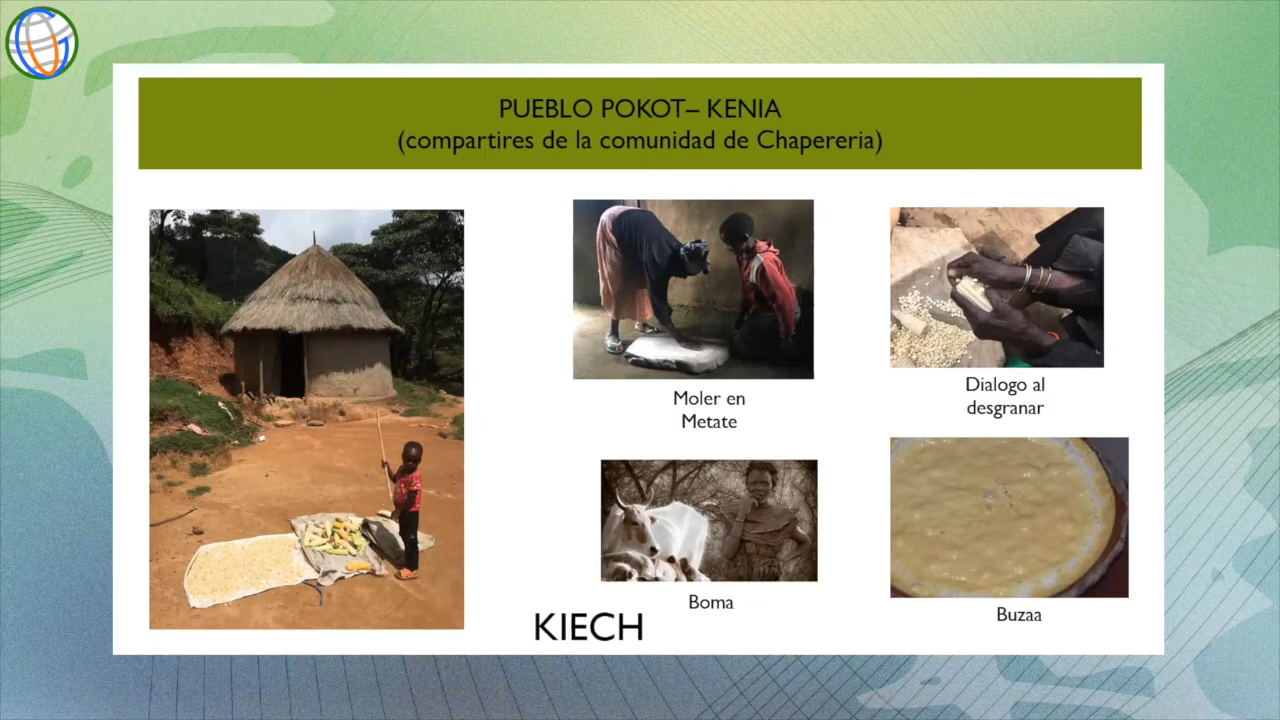 PUEBLO POKOT– KENIA
(compartires de la comunidad de Chapereria)
Moler en
Metate
Dialogo al
desgranar
Boma
Buzaa
KIECH